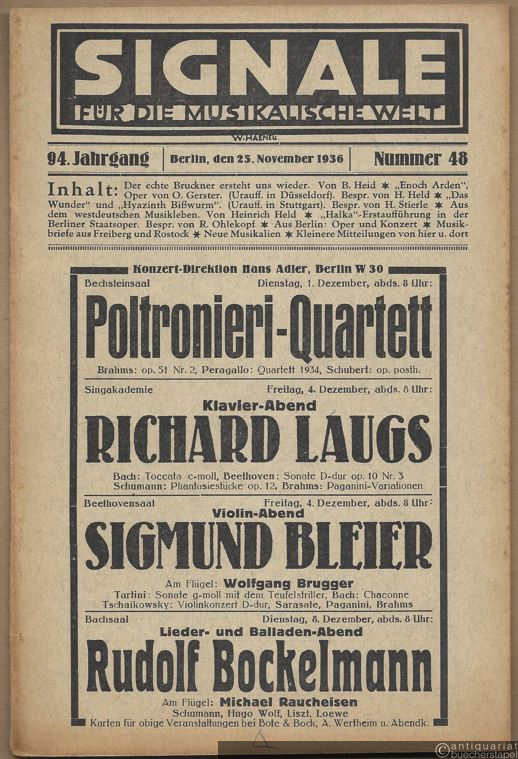 SIGNALE
FÜR DIE MUSIKALISCHE WELT
W. HAENEL
94. Jahrgang Berlin, den 25. November 1936 Nummer 48
Inhalt: Der echte Bruckner ersteht uns wieder. Von B. Heid ✶ „Enoch Arden",
Oper von O. Gerster. (Urauff. in Düsseldorf). Bespr. von H. Held ✶ „Das
Wunder" und „Hyazinth Bißwurm". (Urauff. in Stuttgart). Bespr. von H. Stierle ✶ Aus
dem westdeutschen Musikleben. Von Heinrich Held ✶ „Halka"-Erstaufführung in der
Berliner Staatsoper. Bespr. von R. Ohlekopf ✶ Aus Berlin: Oper und Konzert ✶ Musik-
briefe aus Freiberg und Rostock ✶ Neue Musikalien ✶ Kleinere Mitteilungen von hier u. dort
Konzert-Direktion Hans Adler, Berlin W 30
Bechsteinsaal Dienstag, 1. Dezember, abds. 8 Uhr:
Poltronieri-Quartett
Brahms: op. 51 Nr. 2, Peragallo: Quartett 1934, Schubert: op. posth.
Singakademie Freitag, 4. Dezember, abds. 8 Uhr:
Klavier-Abend
RICHARD LAUGS
Bach: Toccata c-moll, Beethoven: Sonate D-dur op. 10 Nr. 3
Schumann: Phantasiestücke op. 12, Brahms: Paganini-Variationen
Beethovensaal Freitag, 4. Dezember, abds. 8 Uhr:
Violin-Abend
SIGMUND BLEIER
Am Flügel: Wolfgang Brugger
Tartini: Sonate g-moll mit dem Teufelstriller, Bach: Chaconne
Tschaikowsky: Violinkonzert D-dur, Sarasate, Paganini, Brahms
Bachsaal Dienstag, 8. Dezember, abds. 8 Uhr:
Lieder- und Balladen-Abend
Rudolf Bockelmann
Am Flügel: Michael Raucheisen
Schumann, Hugo Wolf, Liszt, Loewe
Karten für obige Veranstaltungen bei Bote & Bock, A. Wertheim u. Abendk.
antiquariat
buecherstapel